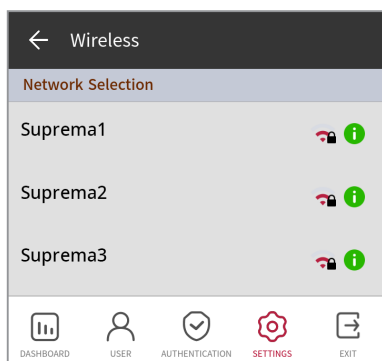 Wireless
Network Selection
Suprema1
Suprema2
Suprema3
DASHBOARD USER AUTHENTICATION SETTINGS EXIT